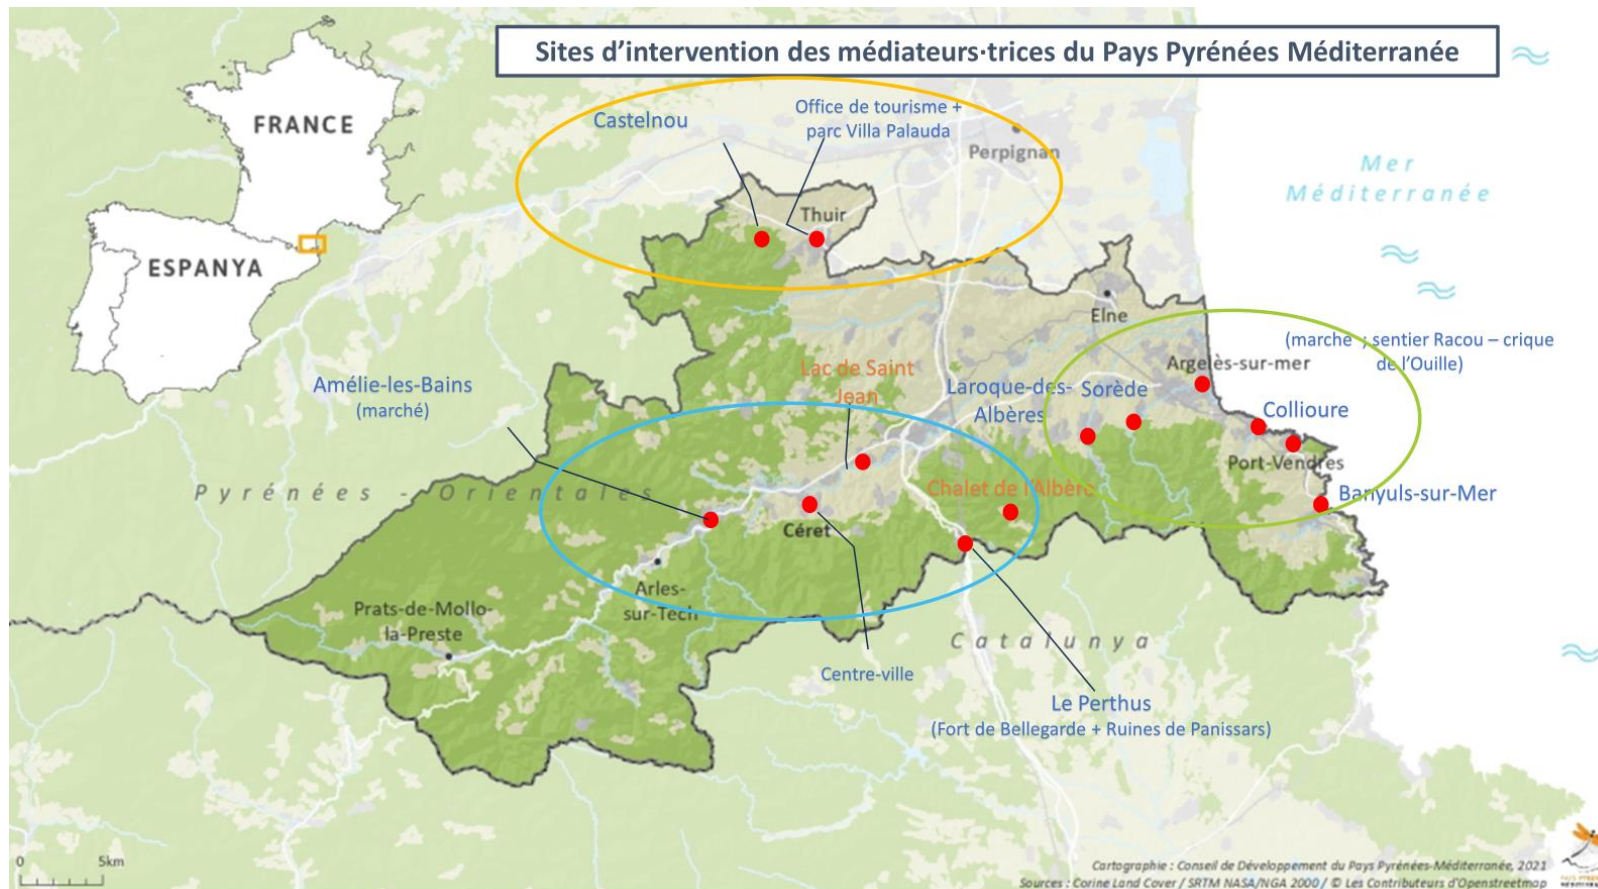 Sites d'intervention des médiateurs·trices du Pays Pyrénées Méditerranée
FRANCE
ESPANYA
Castelnou
Office de tourisme +
parc Villa Palauda
Perpignan
Mer
Méditerranée
Thuir
Elne
(marche ; sentier Racou – crique
de l'Ouille)
Argelès-sur-mer
Lac de Saint
Jean
Amélie-les-Bains
(marché)
Laroque-des-
Albères
Sorède
Collioure
Port-Vendres
Banyuls-sur-Mer
Pyrénées - Orientales
Chalet de l'Albère
Céret
Arles-
sur-Tech
Prats-de-Mollo-
la-Preste
Catalunya
Centre-ville
Le Perthus
(Fort de Bellegarde + Ruines de Panissars)
0 5km
Cartographie : Conseil de Développement du Pays Pyrénées-Méditerronée, 2021
Sources : Corine Land Cover / SRTM NASA/NGA 2000 / © Les Contributeurs d'Openstreetmap